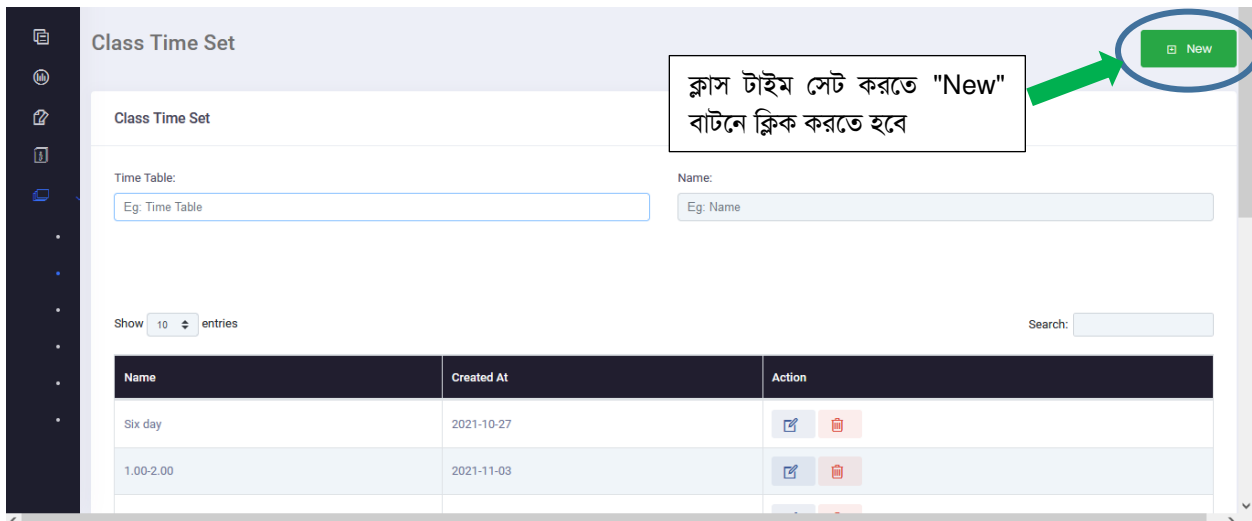 Class Time Set
New
ক্লাস টাইম সেট করতে "New"
বাটনে ক্লিক করতে হবে
Class Time Set
Time Table:
Name:
Eg: Time Table
Eg: Name
Show 10 entries
Search:
Name Created At Action
Six day 2021-10-27
1.00-2.00 2021-11-03